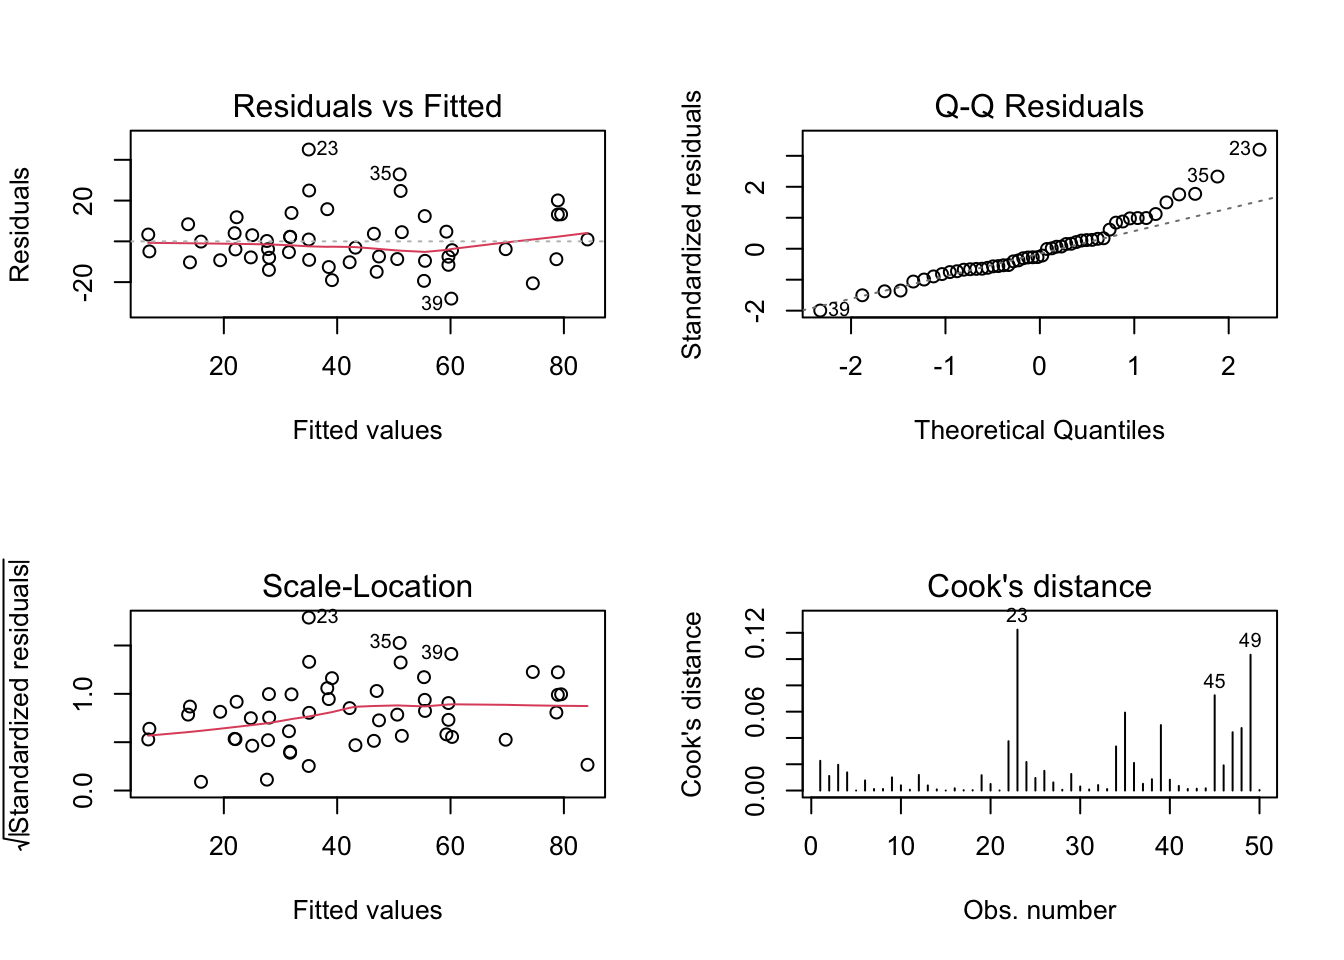 Residuals vs Fitted
Residuals
20
-20
23
35
39
20 40 60 80
Fitted values
Q-Q Residuals
Standardized residuals
2
0
-2
23
35
39
-2 -1 0 1 2
Theoretical Quantiles
Scale-Location
√|Standardized residuals|
1.0
0.0
23
35
39
20 40 60 80
Fitted values
Cook's distance
Cook's distance
0.12
0.06
0.00
23
49
45
0 10 20 30 40 50
Obs. number